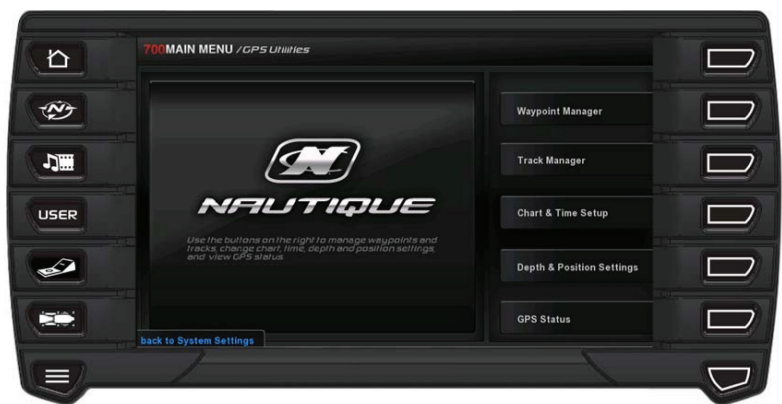 700MAIN MENU /GPS Utilities
USER
NAUTIQUE
Use the buttons on the right to manage waypoints and
tracks, change chart, time, depth and position settings,
and view GPS status
Waypoint Manager
Track Manager
Chart & Time Setup
Depth & Position Settings
GPS Status
back to System Settings